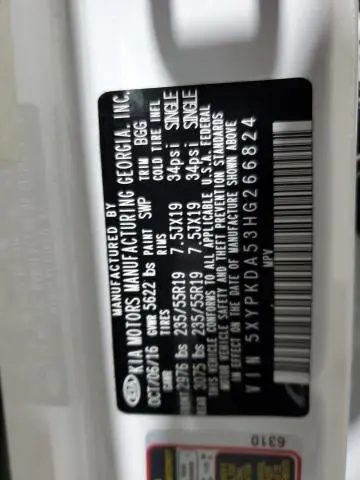 MANUFACTURED BY
KIA KIA MOTORS MANUFACTURING GEORGIA, INC.
OCT/06/16 GVWR 5622 lbs PAINT SWP TRIM BGG
GAWR TIRES RIMS COLD TIRE INFL
FRONT 2976 lbs 235/55R19 7.5JX19 34psi SINGLE
REAR 3075 lbs 235/55R19 7.5JX19 34psi SINGLE
THIS VEHICLE CONFORMS TO ALL APPLICABLE U.S.A. FEDERAL
MOTOR VEHICLE SAFETY AND THEFT PREVENTION STANDARDS
IN EFFECT ON THE DATE OF MANUFACTURE SHOWN ABOVE
VIN 5XYPKDA53HG266824
MPV
6310